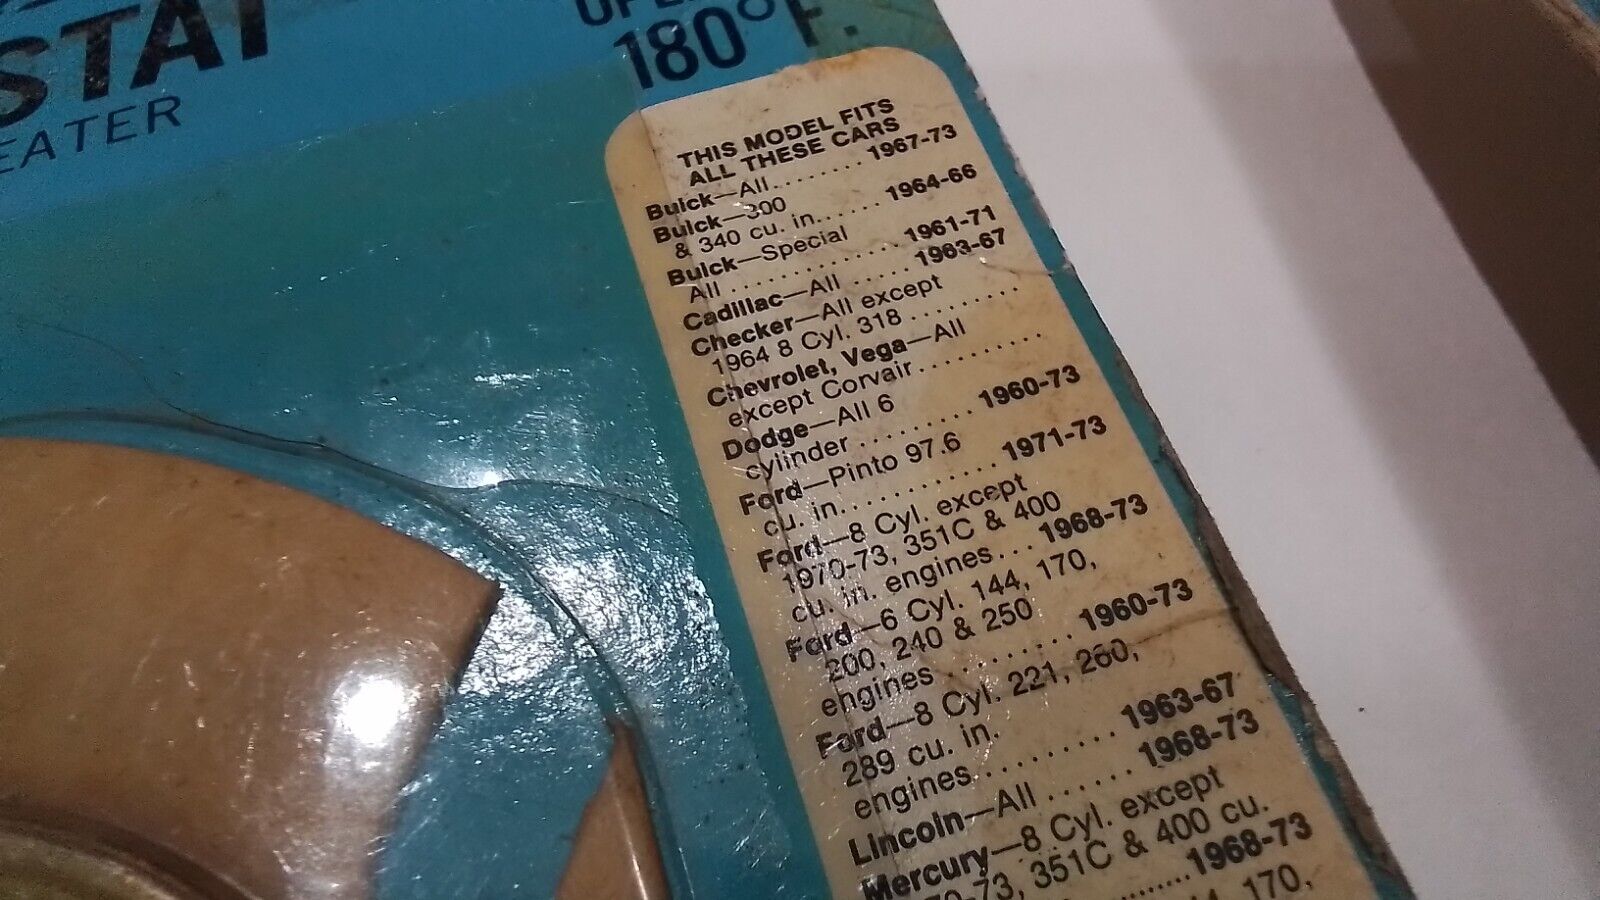 STAT
EATER
180° F.
THIS MODEL FITS
ALL THESE CARS
Buick—All........ 1967-73
Buick—300
& 340 cu. in....... 1964-66
Buick—Special
All .............. 1961-71
Cadillac—All ..... 1963-67
Checker—All except
1964 8 Cyl. 318 .........
Chevrolet, Vega—All
except Corvair..........
Dodge—All 6
cylinder .......... 1960-73
Ford—Pinto 97.6
cu. in............ 1971-73
Ford—8 Cyl. except
1970-73, 351C & 400
cu. in. engines... 1968-73
Ford—6 Cyl. 144, 170,
200, 240 & 250
engines .......... 1960-73
Ford—8 Cyl. 221, 260,
289 cu. in.
engines.......... 1963-67
Lincoln—All ...... 1968-73
Mercury—8 Cyl. except
70-73, 351C & 400 cu.
.......... 1968-73
170,